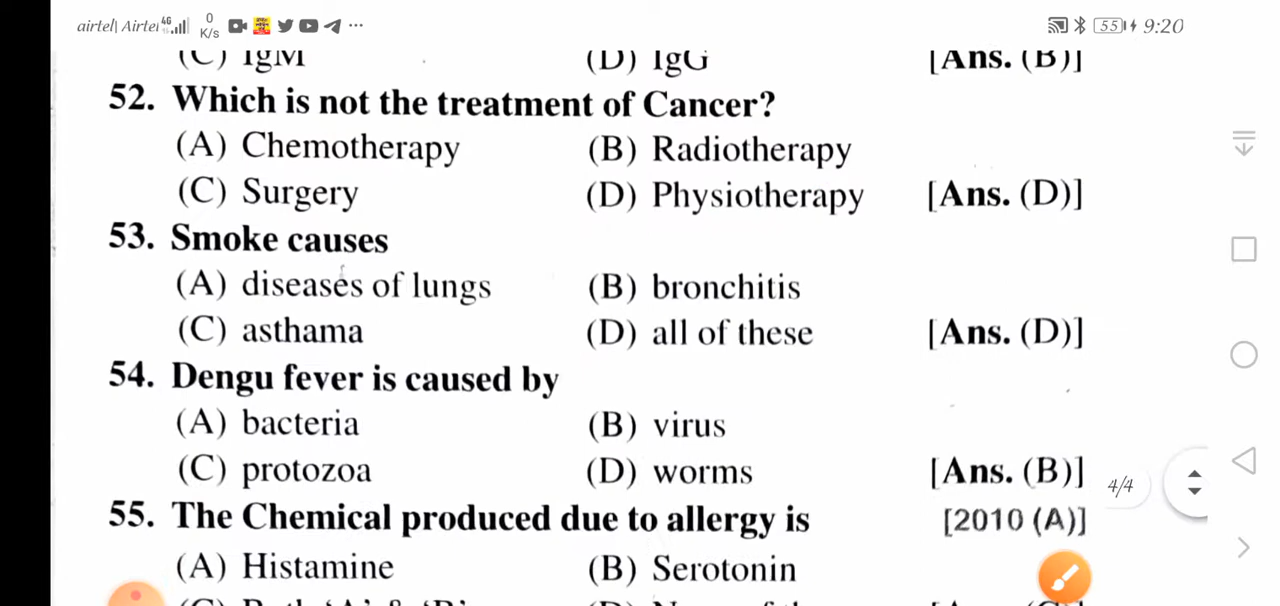 airtel| Airtel 4G 0 K/s ... 55 9:20
(C) IgM (D) IgG [Ans. (B)]
52. Which is not the treatment of Cancer?
(A) Chemotherapy (B) Radiotherapy
(C) Surgery (D) Physiotherapy [Ans. (D)]
53. Smoke causes
(A) diseases of lungs (B) bronchitis
(C) asthama (D) all of these [Ans. (D)]
54. Dengu fever is caused by
(A) bacteria (B) virus
(C) protozoa (D) worms [Ans. (B)]
4/4
55. The Chemical produced due to allergy is [2010 (A)]
(A) Histamine (B) Serotonin